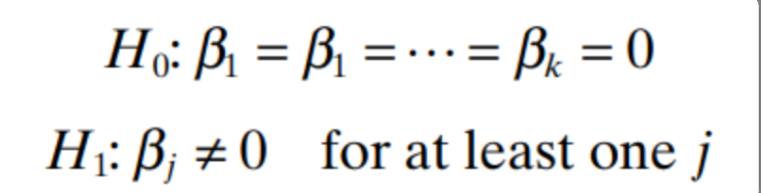 H₀: β₁ = β₁ = ⋯ = βₖ = 0
H₁: βⱼ ≠ 0 for at least one j